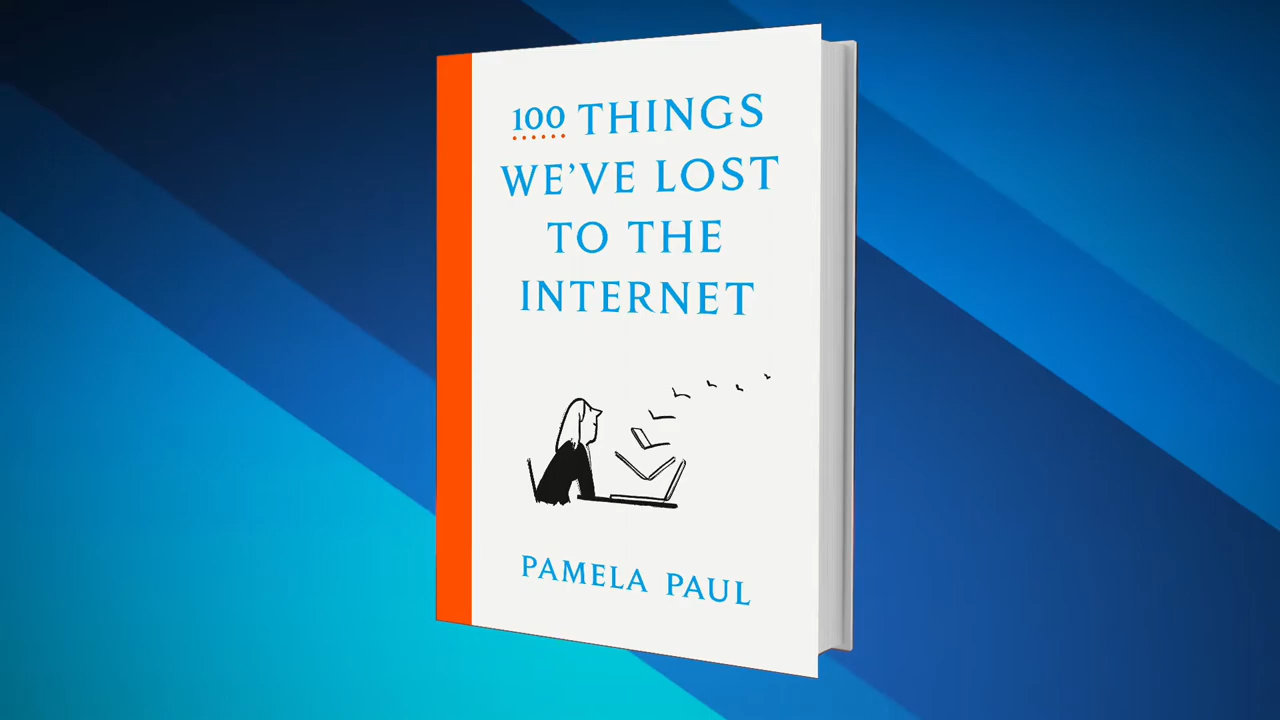 100 THINGS
WE'VE LOST
TO THE
INTERNET
PAMELA PAUL